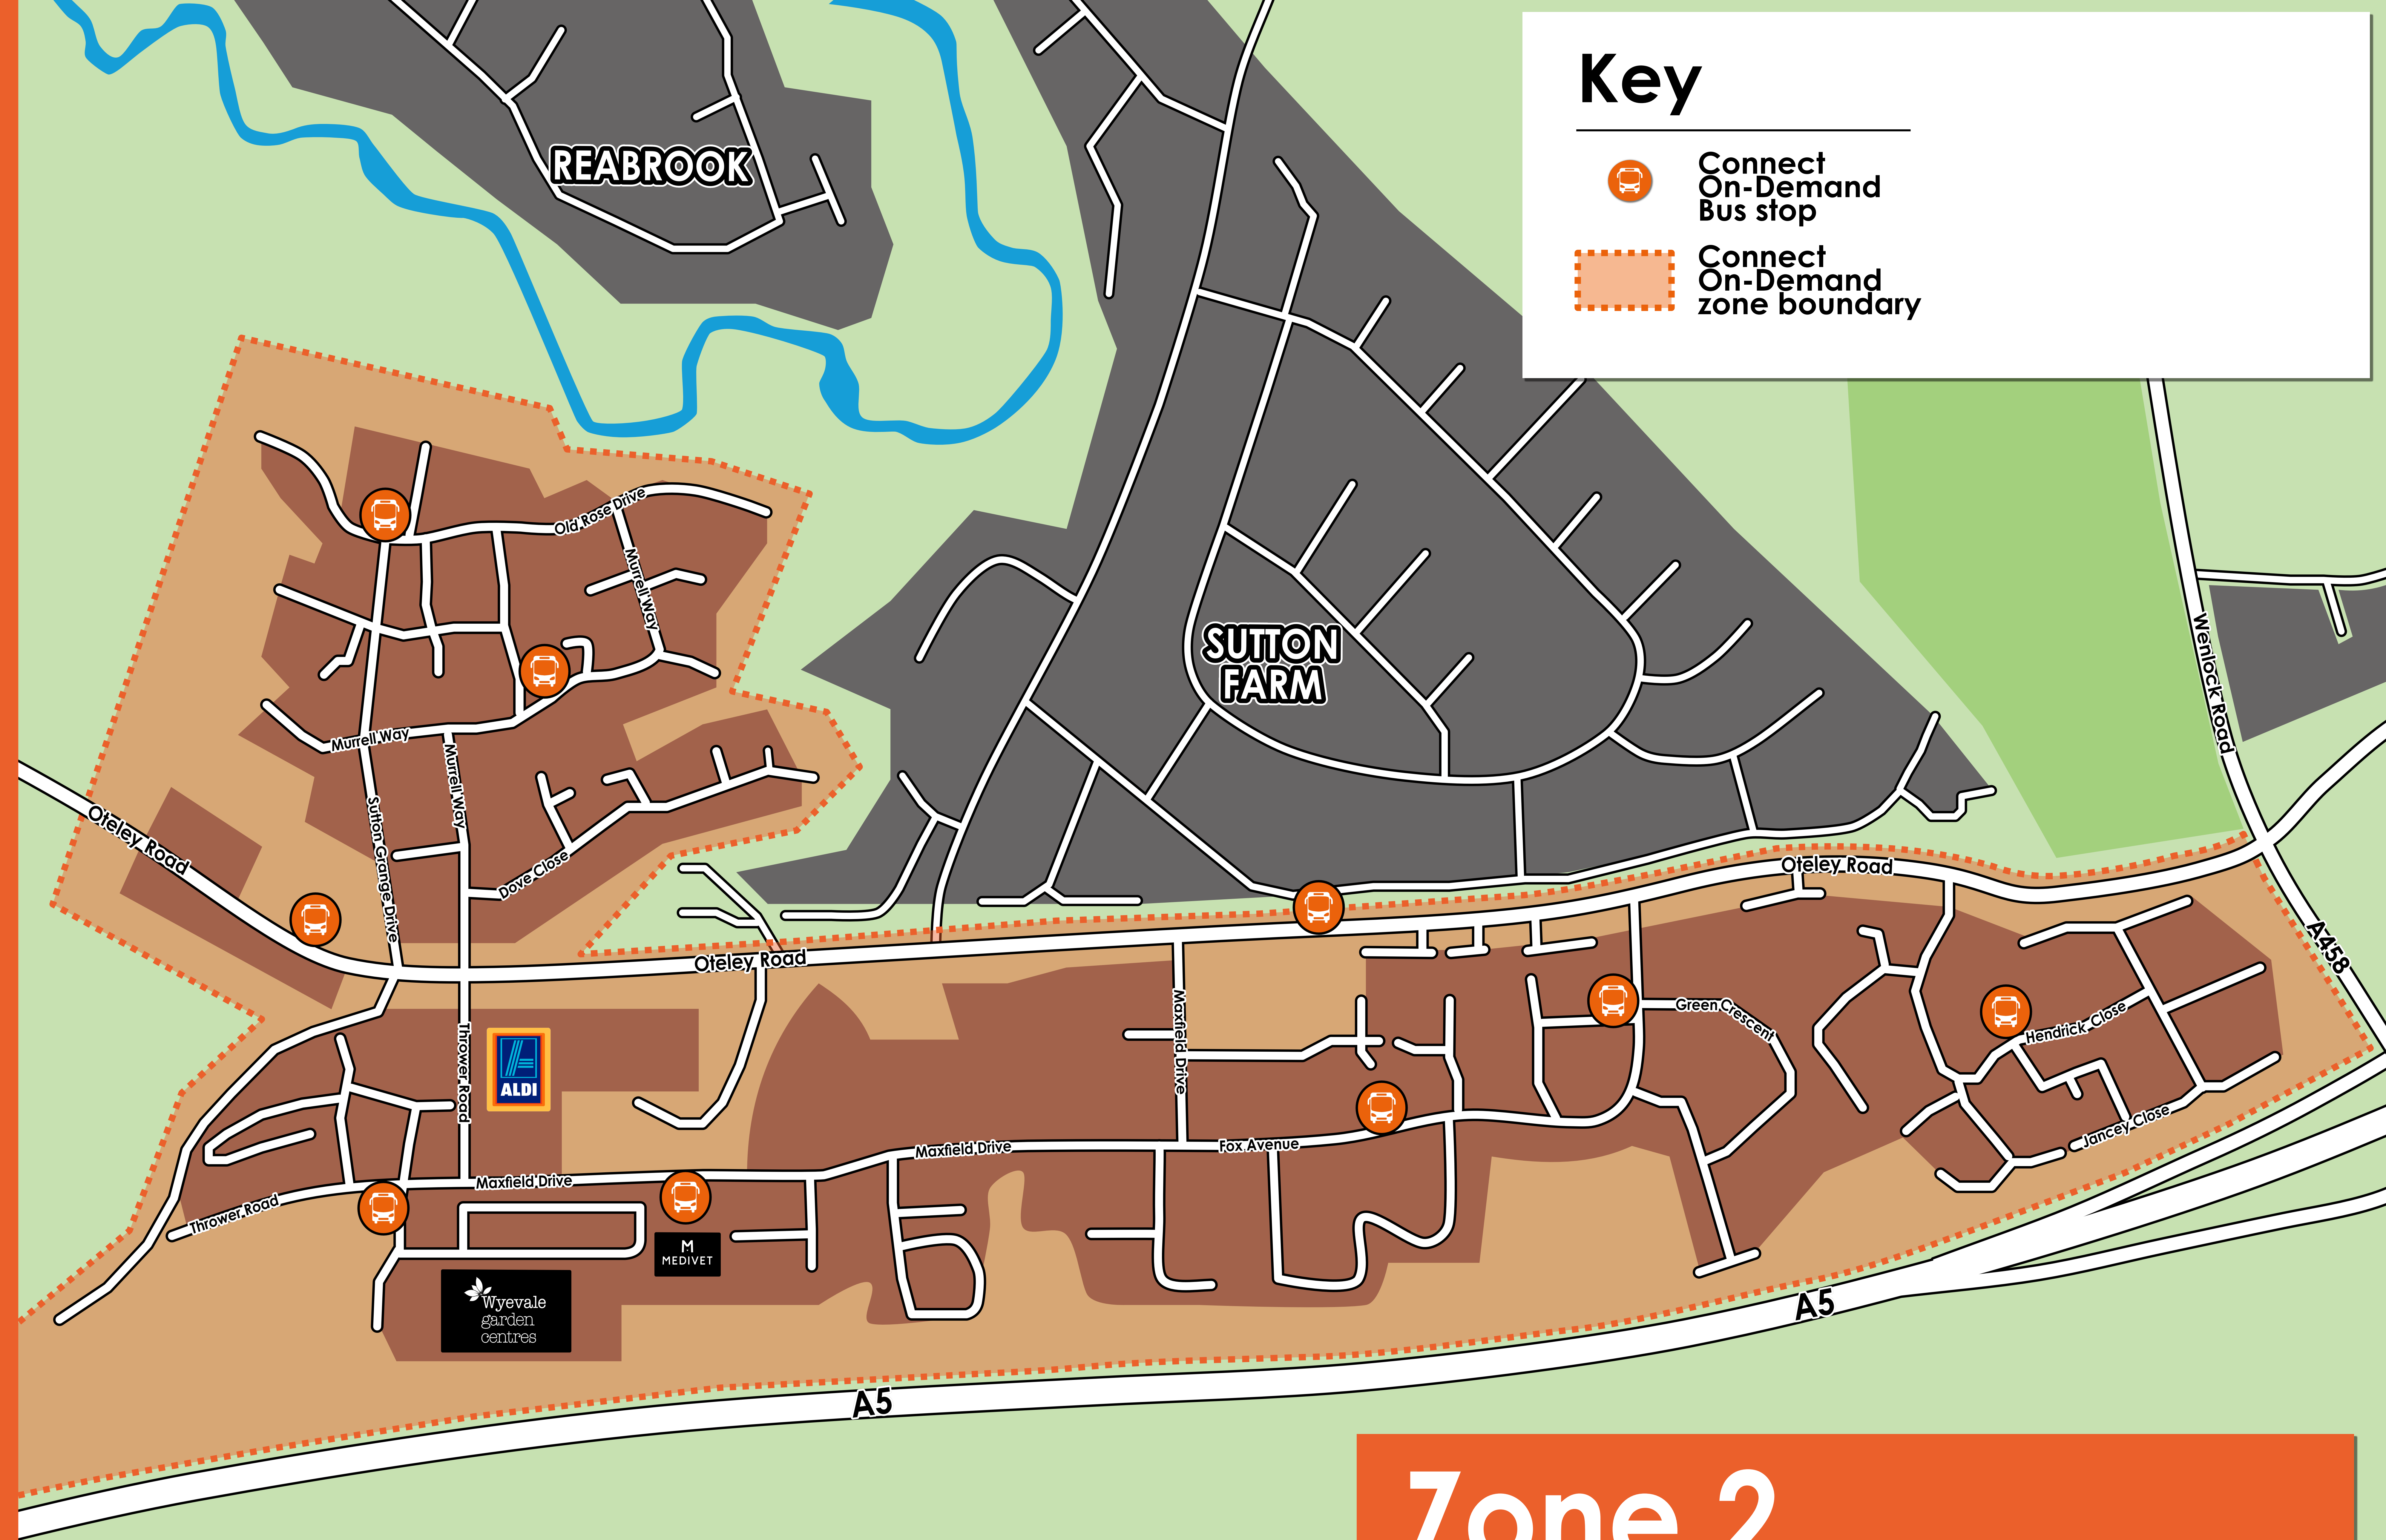 Key
Connect
On-Demand
Bus stop
Connect
On-Demand
zone boundary
REABROOK
Old Rose Drive
Murrell Way
SUTTON
FARM
Wenlock Road
Murrell Way
Murrell Way
Sutton Grange Drive
Oteley Road
Dove Close
Oteley Road
Oteley Road
A458
Maxfield Drive
Green Crescent
Hendrick Close
Thrower Road
ALDI
Jancey Close
Maxfield Drive
Fox Avenue
Maxfield Drive
Thrower Road
M
MEDIVET
Wyevale
garden
centres
A5
A5
Zone 2